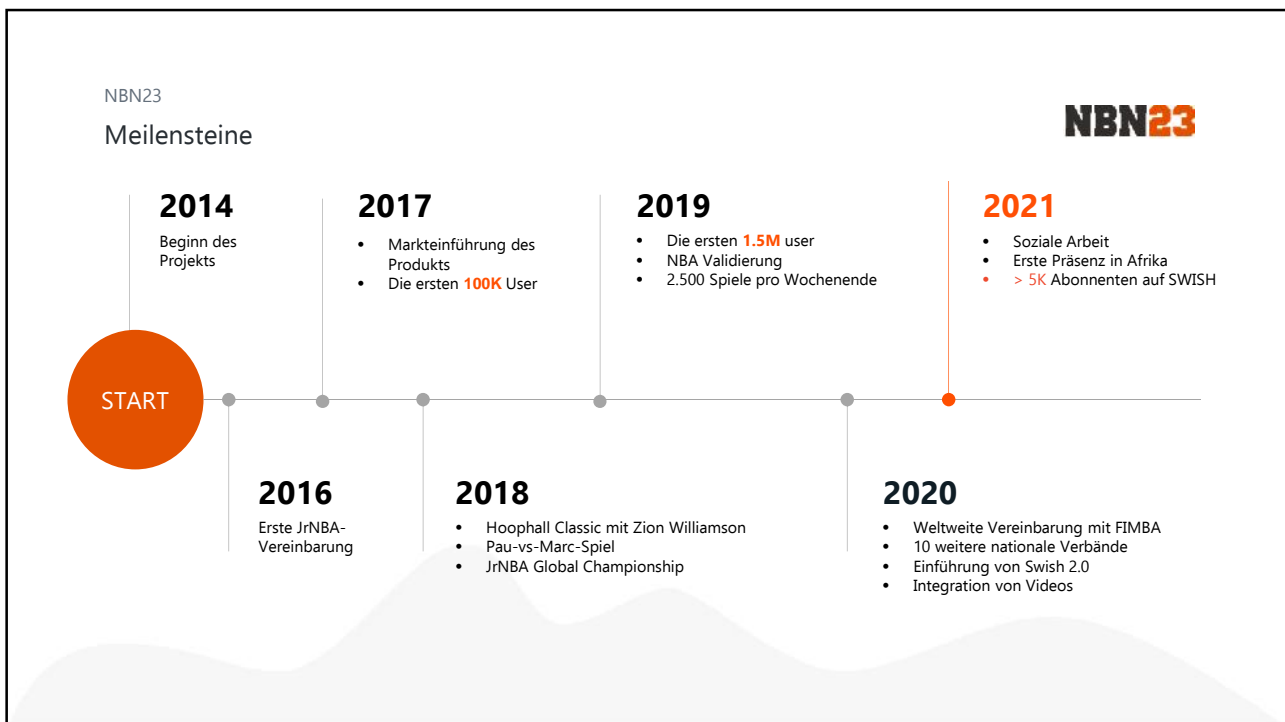 NBN23
Meilensteine
NBN23
2014
Beginn des
Projekts
2017
• Markteinführung des
Produkts
• Die ersten 100K User
2019
• Die ersten 1.5M user
• NBA Validierung
• 2.500 Spiele pro Wochenende
2021
• Soziale Arbeit
• Erste Präsenz in Afrika
• > 5K Abonnenten auf SWISH
START
2016
Erste JrNBA-
Vereinbarung
2018
• Hoophall Classic mit Zion Williamson
• Pau-vs-Marc-Spiel
• JrNBA Global Championship
2020
• Weltweite Vereinbarung mit FIMBA
• 10 weitere nationale Verbände
• Einführung von Swish 2.0
• Integration von Videos